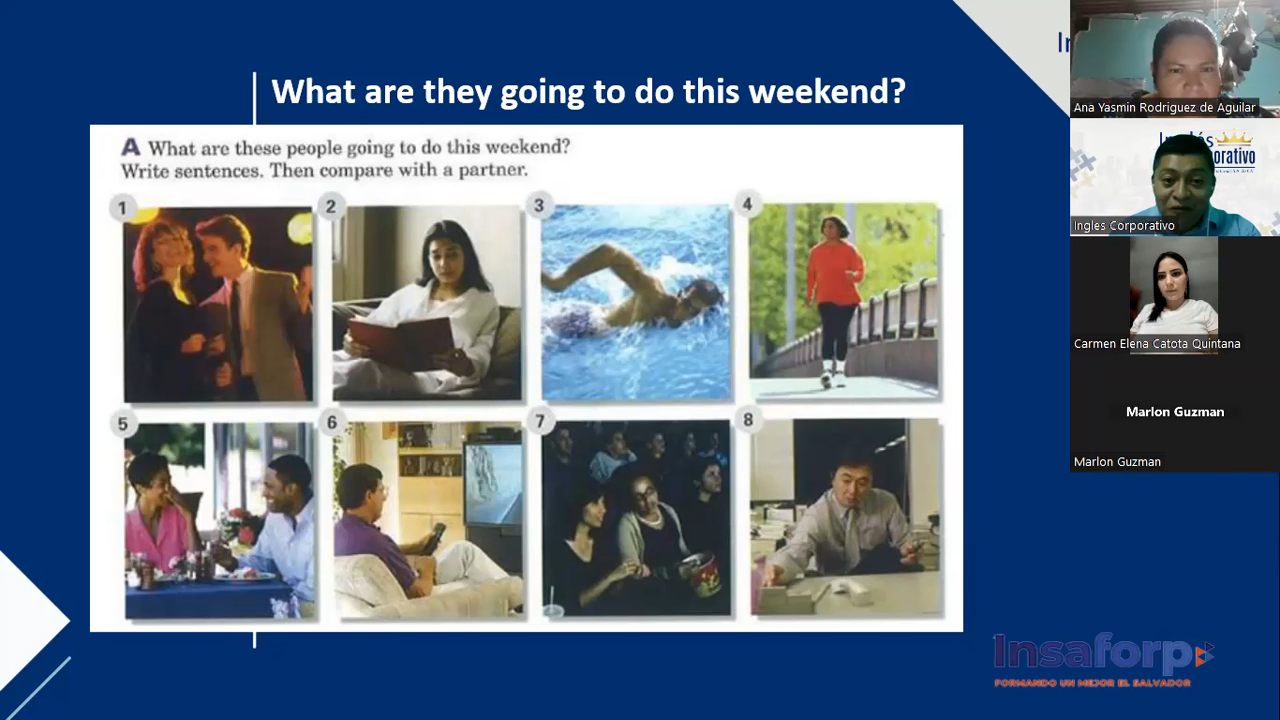 What are they going to do this weekend?
A What are these people going to do this weekend?
Write sentences. Then compare with a partner.
1
2
3
4
5
6
7
8
Insaforp
FORMANDO UN MEJOR EL SALVADOR
Ana Yasmin Rodriguez de Aguilar
Inglés
Corporativo
Ingles Corporativo
Carmen Elena Catota Quintana
Marlon Guzman
Marlon Guzman